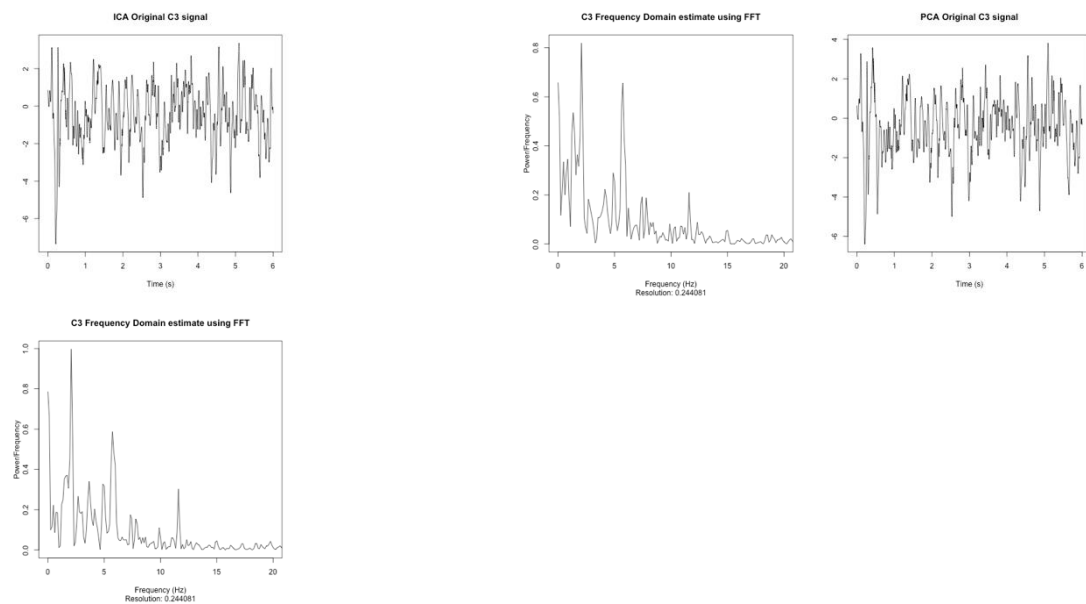 ICA Original C3 signal
2
0
-2
-4
-6
0 1 2 3 4 5 6
Time (s)
C3 Frequency Domain estimate using FFT
Power/Frequency
0.8
0.6
0.4
0.2
0.0
0 5 10 15 20
Frequency (Hz)
Resolution: 0.244081
PCA Original C3 signal
4
2
0
-2
-4
-6
0 1 2 3 4 5 6
Time (s)
C3 Frequency Domain estimate using FFT
Power/Frequency
1.0
0.8
0.6
0.4
0.2
0.0
0 5 10 15 20
Frequency (Hz)
Resolution: 0.244081